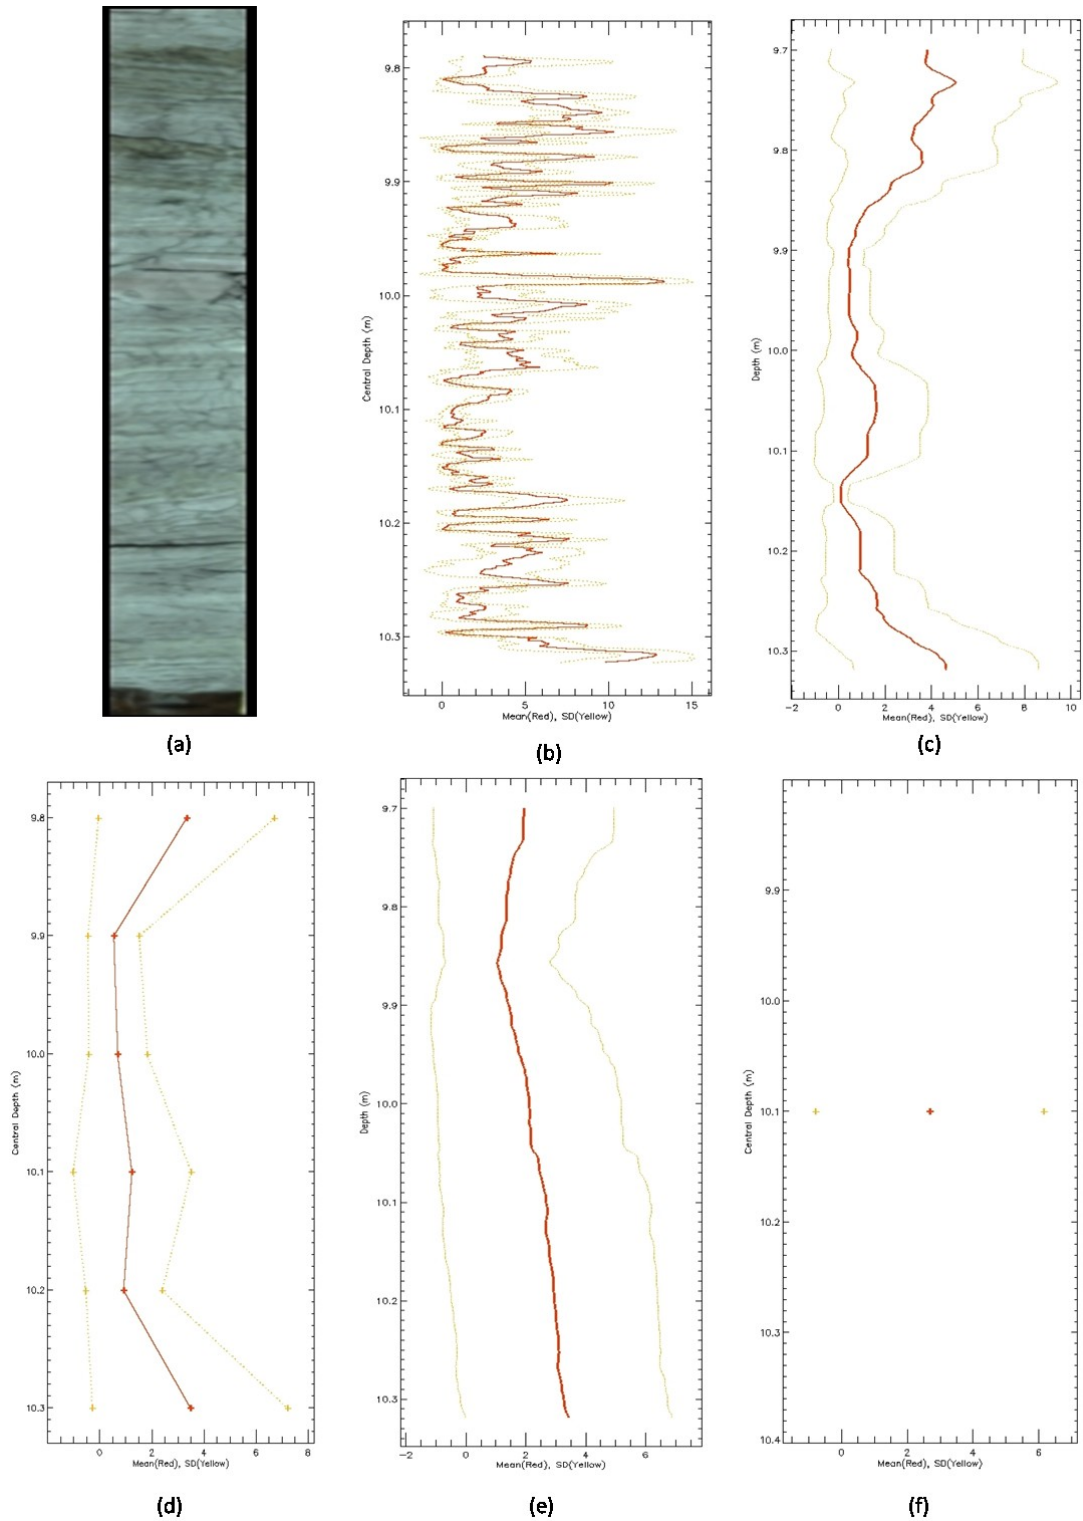 9.8
9.9
10.0
10.1
10.2
10.3
Central Depth (m)
0 5 10 15
Mean(Red), SD(Yellow)
9.7
9.8
9.9
10.0
10.1
10.2
10.3
Depth (m)
−2 0 2 4 6 8 10
Mean(Red), SD(Yellow)
(a)
(b)
(c)
9.8
9.9
10.0
10.1
10.2
10.3
Central Depth (m)
0 2 4 6 8
Mean(Red), SD(Yellow)
9.7
9.8
9.9
10.0
10.1
10.2
10.3
Depth (m)
−2 0 2 4 6
Mean(Red), SD(Yellow)
9.9
10.0
10.1
10.2
10.3
10.4
Central Depth (m)
0 2 4 6
Mean(Red), SD(Yellow)
(d)
(e)
(f)